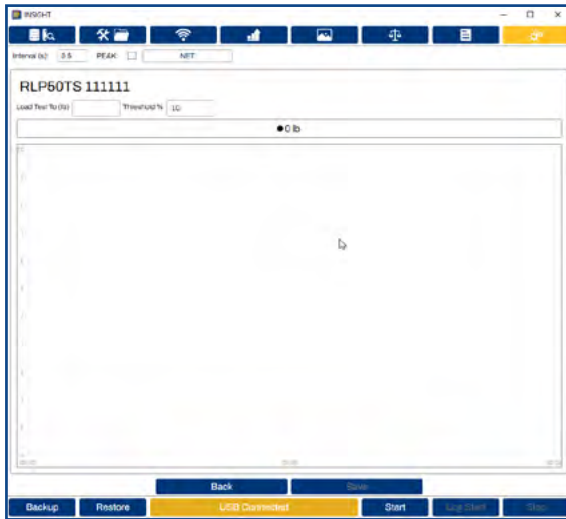 INSIGHT
Interval (s): 0.5 PEAK: NET
RLP50TS 111111
Load Test To (lb) Threshold % 10
0 lb
Back Save
Backup Restore USB Connected Start Log Start Stop